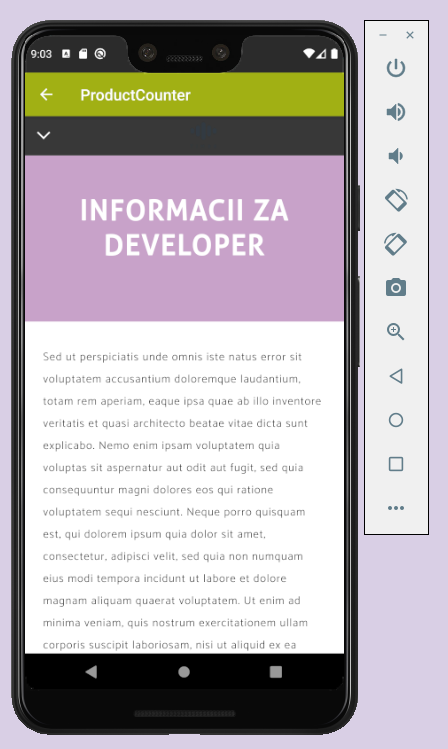 9:03
ProductCounter
INFORMACII ZA
DEVELOPER
Sed ut perspiciatis unde omnis iste natus error sit
voluptatem accusantium doloremque laudantium,
totam rem aperiam, eaque ipsa quae ab illo inventore
veritatis et quasi architecto beatae vitae dicta sunt
explicabo. Nemo enim ipsam voluptatem quia
voluptas sit aspernatur aut odit aut fugit, sed quia
consequuntur magni dolores eos qui ratione
voluptatem sequi nesciunt. Neque porro quisquam
est, qui dolorem ipsum quia dolor sit amet,
consectetur, adipisci velit, sed quia non numquam
eius modi tempora incidunt ut labore et dolore
magnam aliquam quaerat voluptatem. Ut enim ad
minima veniam, quis nostrum exercitationem ullam
corporis suscipit laboriosam, nisi ut aliquid ex ea